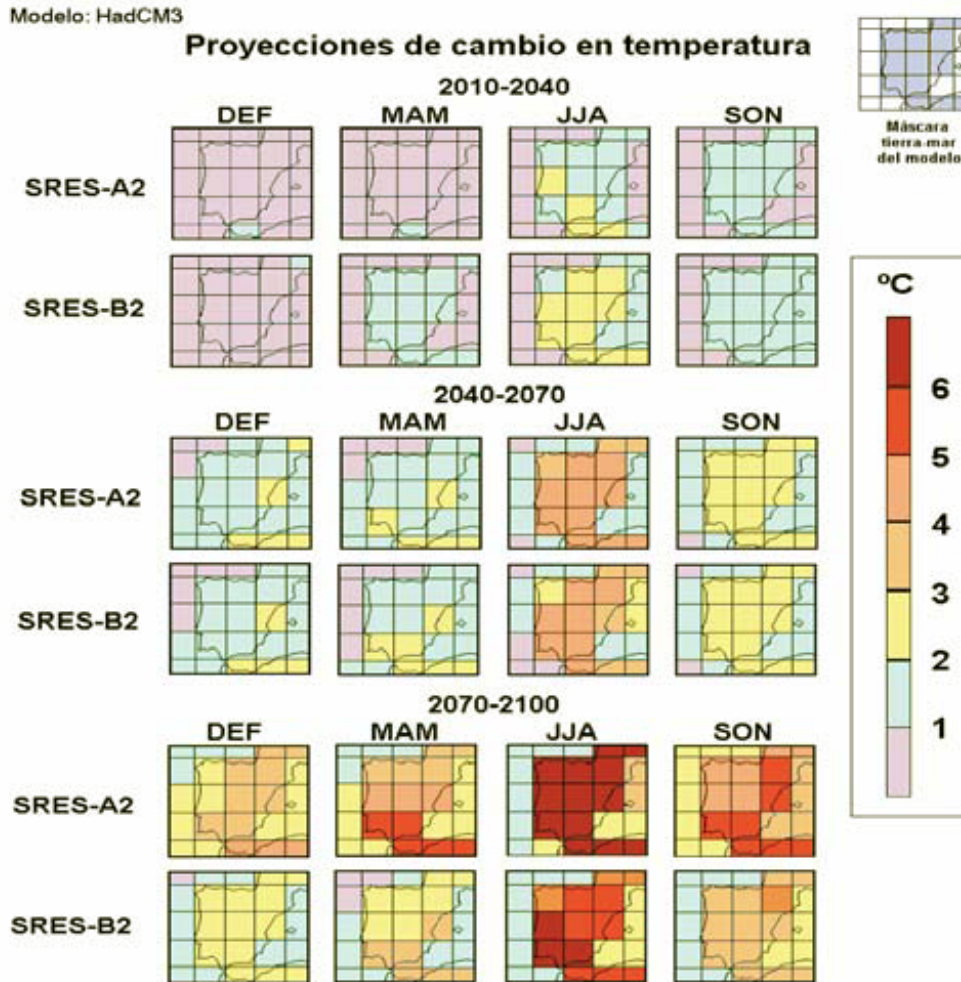 Modelo: HadCM3
Proyecciones de cambio en temperatura
2010-2040
DEF MAM JJA SON
Máscara
tierra-mar
del modelo
SRES-A2
SRES-B2
ºC
6
5
4
3
2
1
2040-2070
DEF MAM JJA SON
SRES-A2
SRES-B2
2070-2100
DEF MAM JJA SON
SRES-A2
SRES-B2